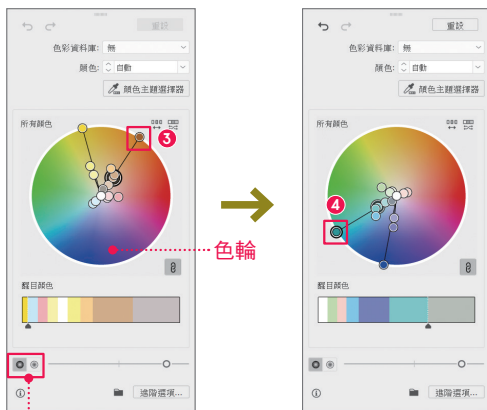 重設
色彩資料庫: 無
顏色: 自動
顏色主題選擇器
所有顏色
3
色輪
醒目顏色
進階選項...
重設
色彩資料庫: 無
顏色: 自動
顏色主題選擇器
所有顏色
4
醒目顏色
進階選項...